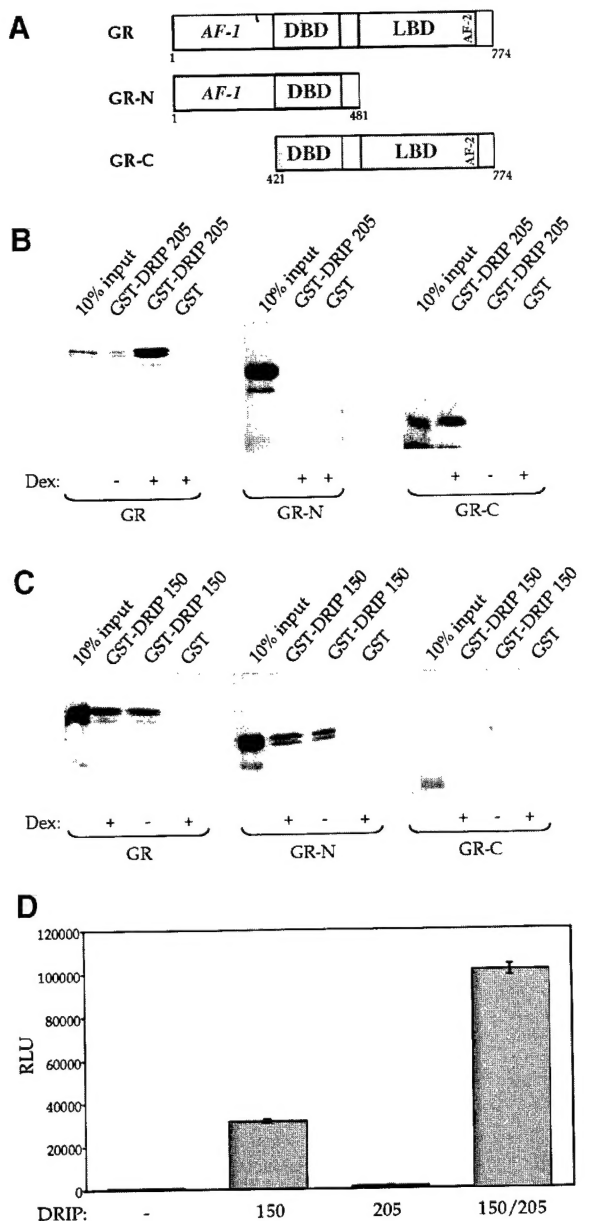 A
GR AF-1 DBD LBD AF-2
1 774
GR-N AF-1 DBD
1 481
GR-C DBD LBD AF-2
421 774
B
10% input GST-DRIP 205 GST-DRIP 205 GST
10% input GST-DRIP 205 GST
10% input GST-DRIP 205 GST-DRIP 205 GST
Dex: - + + + + + - +
GR GR-N GR-C
C
10% input GST-DRIP 150 GST-DRIP 150 GST
10% input GST-DRIP 150 GST-DRIP 150 GST
10% input GST-DRIP 150 GST-DRIP 150 GST
Dex: + - + + - + + - +
GR GR-N GR-C
D
120000
100000
80000
60000
40000
20000
0
RLU
DRIP: - 150 205 150/205